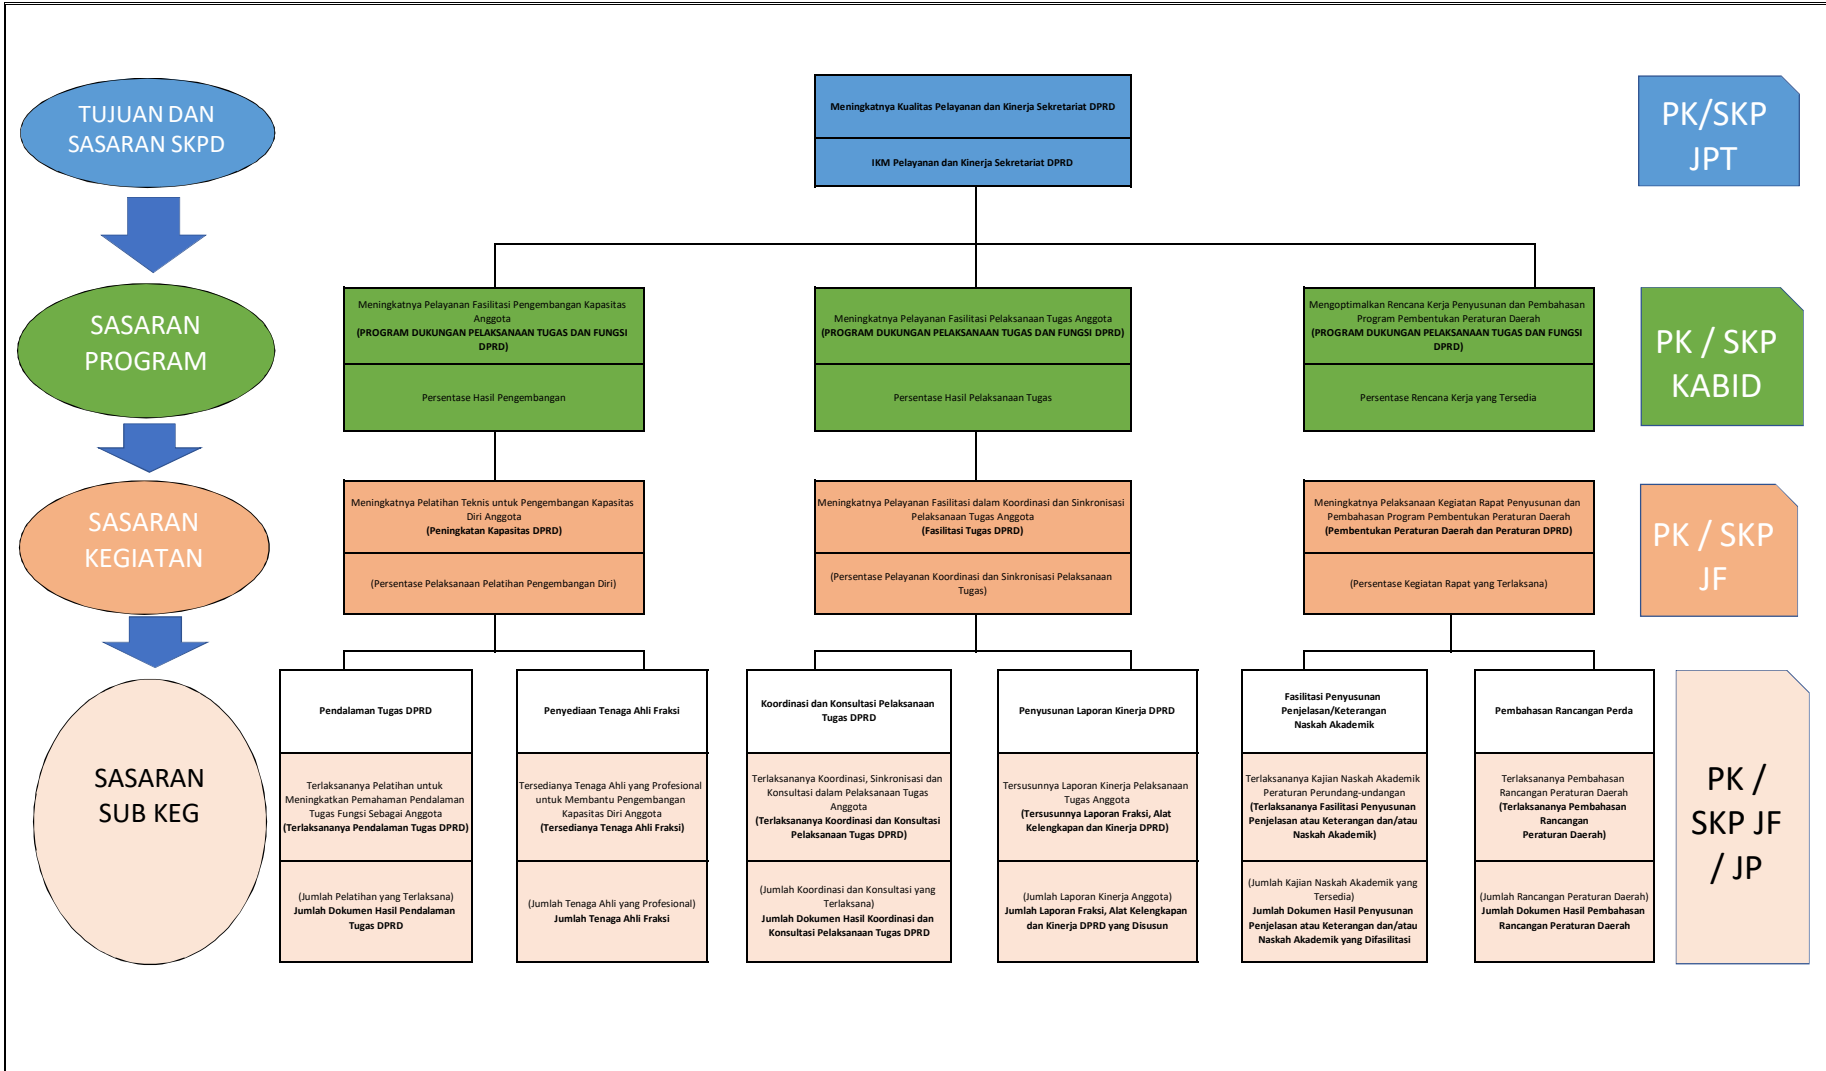 TUJUAN DAN
SASARAN SKPD
Meningkatnya Kualitas Pelayanan dan Kinerja Sekretariat DPRD
IKM Pelayanan dan Kinerja Sekretariat DPRD
PK/SKP
JPT
SASARAN
PROGRAM
Meningkatnya Pelayanan Fasilitasi Pengembangan Kapasitas
Anggota
(PROGRAM DUKUNGAN PELAKSANAAN TUGAS DAN FUNGSI
DPRD)
Persentase Hasil Pengembangan
Meningkatnya Pelayanan Fasilitasi Pelaksanaan Tugas Anggota
(PROGRAM DUKUNGAN PELAKSANAAN TUGAS DAN FUNGSI DPRD)
Persentase Hasil Pelaksanaan Tugas
Mengoptimalkan Rencana Kerja Penyusunan dan Pembahasan
Program Pembentukan Peraturan Daerah
(PROGRAM DUKUNGAN PELAKSANAAN TUGAS DAN FUNGSI
DPRD)
Persentase Rencana Kerja yang Tersedia
PK / SKP
KABID
SASARAN
KEGIATAN
Meningkatnya Pelatihan Teknis untuk Pengembangan Kapasitas
Diri Anggota
(Peningkatan Kapasitas DPRD)
(Persentase Pelaksanaan Pelatihan Pengembangan Diri)
Meningkatnya Pelayanan Fasilitasi dalam Koordinasi dan Sinkronisasi
Pelaksanaan Tugas Anggota
(Fasilitasi Tugas DPRD)
(Persentase Pelayanan Koordinasi dan Sinkronisasi Pelaksanaan
Tugas)
Meningkatnya Pelaksanaan Kegiatan Rapat Penyusunan dan
Pembahasan Program Pembentukan Peraturan Daerah
(Pembentukan Peraturan Daerah dan Peraturan DPRD)
(Persentase Kegiatan Rapat yang Terlaksana)
PK / SKP
JF
SASARAN
SUB KEG
Pendalaman Tugas DPRD
Terlaksananya Pelatihan untuk
Meningkatkan Pemahaman Pendalaman
Tugas Fungsi Sebagai Anggota
(Terlaksananya Pendalaman Tugas DPRD)
(Jumlah Pelatihan yang Terlaksana)
Jumlah Dokumen Hasil Pendalaman
Tugas DPRD
Penyediaan Tenaga Ahli Fraksi
Tersedianya Tenaga Ahli yang Profesional
untuk Membantu Pengembangan
Kapasitas Diri Anggota
(Tersedianya Tenaga Ahli Fraksi)
(Jumlah Tenaga Ahli yang Profesional)
Jumlah Tenaga Ahli Fraksi
Koordinasi dan Konsultasi Pelaksanaan
Tugas DPRD
Terlaksananya Koordinasi, Sinkronisasi dan
Konsultasi dalam Pelaksanaan Tugas
Anggota
(Terlaksananya Koordinasi dan Konsultasi
Pelaksanaan Tugas DPRD)
(Jumlah Koordinasi dan Konsultasi yang
Terlaksana)
Jumlah Dokumen Hasil Koordinasi dan
Konsultasi Pelaksanaan Tugas DPRD
Penyusunan Laporan Kinerja DPRD
Tersusunnya Laporan Kinerja Pelaksanaan
Tugas Anggota
(Tersusunnya Laporan Fraksi, Alat
Kelengkapan dan Kinerja DPRD)
(Jumlah Laporan Kinerja Anggota)
Jumlah Laporan Fraksi, Alat Kelengkapan
dan Kinerja DPRD yang Disusun
Fasilitasi Penyusunan
Penjelasan/Keterangan
Naskah Akademik
Terlaksananya Kajian Naskah Akademik
Peraturan Perundang-undangan
(Terlaksananya Fasilitasi Penyusunan
Penjelasan atau Keterangan dan/atau
Naskah Akademik)
(Jumlah Kajian Naskah Akademik yang
Tersedia)
Jumlah Dokumen Hasil Penyusunan
Penjelasan atau Keterangan dan/atau
Naskah Akademik yang Difasilitasi
Pembahasan Rancangan Perda
Terlaksananya Pembahasan
Rancangan Peraturan Daerah
(Terlaksananya Pembahasan
Rancangan
Peraturan Daerah)
(Jumlah Rancangan Peraturan Daerah)
Jumlah Dokumen Hasil Pembahasan
Rancangan Peraturan Daerah
PK /
SKP JF
/ JP